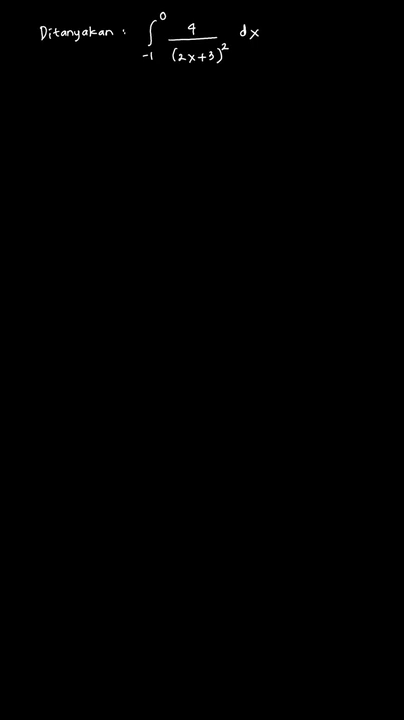 Ditanyakan : ∫₋₁⁰ 4/(2x+3)² dx